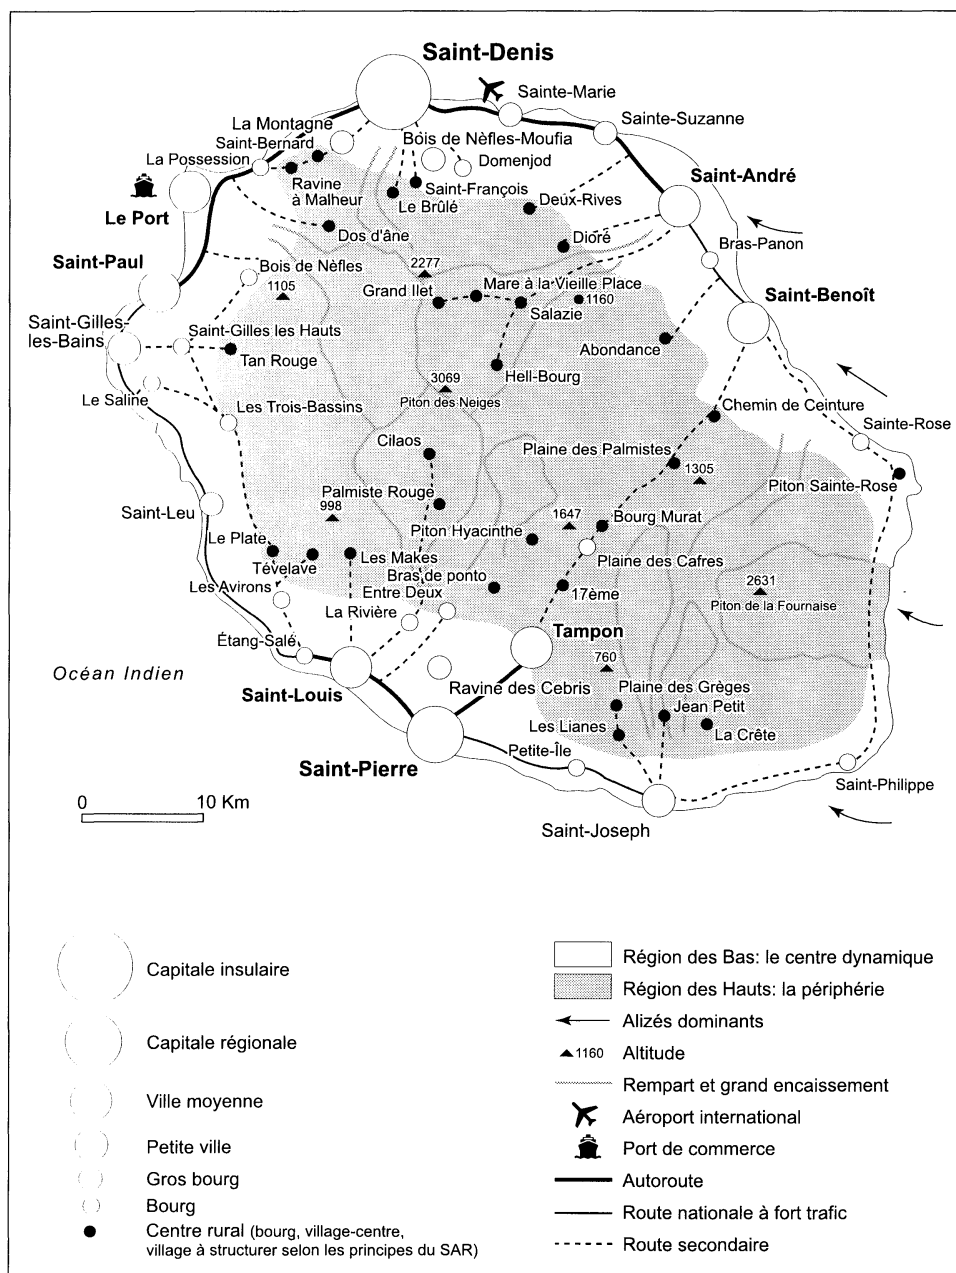 Saint-Denis
Sainte-Marie
La Montagne
Sainte-Suzanne
Saint-Bernard
Bois de Nèfles-Moufia
La Possession
Domenjod
Saint-André
Ravine
à Malheur
Saint-François
Le Brûlé
Deux-Rives
Le Port
Dos d'âne
Dioré
Bras-Panon
Saint-Paul
Bois de Nèfles
2277
1105
Grand Ilet
Mare à la Vieille Place
1160
Saint-Benoît
Salazie
Saint-Gilles-
les-Bains
Saint-Gilles les Hauts
Tan Rouge
Abondance
Hell-Bourg
3069
Piton des Neiges
Le Saline
Les Trois-Bassins
Chemin de Ceinture
Sainte-Rose
Cilaos
Plaine des Palmistes
1305
Piton Sainte-Rose
Palmiste Rouge
Saint-Leu
998
1647
Bourg Murat
Piton Hyacinthe
Le Plate
Les Makes
Plaine des Cafres
Tévelave
Bras de ponto
2631
Les Avirons
Entre Deux
17ème
Piton de la Fournaise
La Rivière
Tampon
Étang-Salé
760
Océan Indien
Saint-Louis
Ravine des Cebris
Plaine des Grèges
Jean Petit
Les Lianes
La Crête
Saint-Pierre
Petite-Île
0 10 Km
Saint-Philippe
Saint-Joseph
Capitale insulaire
Capitale régionale
Ville moyenne
Petite ville
Gros bourg
Bourg
Centre rural (bourg, village-centre,
village à structurer selon les principes du SAR)
Région des Bas: le centre dynamique
Région des Hauts: la périphérie
Alizés dominants
1160 Altitude
Rempart et grand encaissement
Aéroport international
Port de commerce
Autoroute
Route nationale à fort trafic
Route secondaire